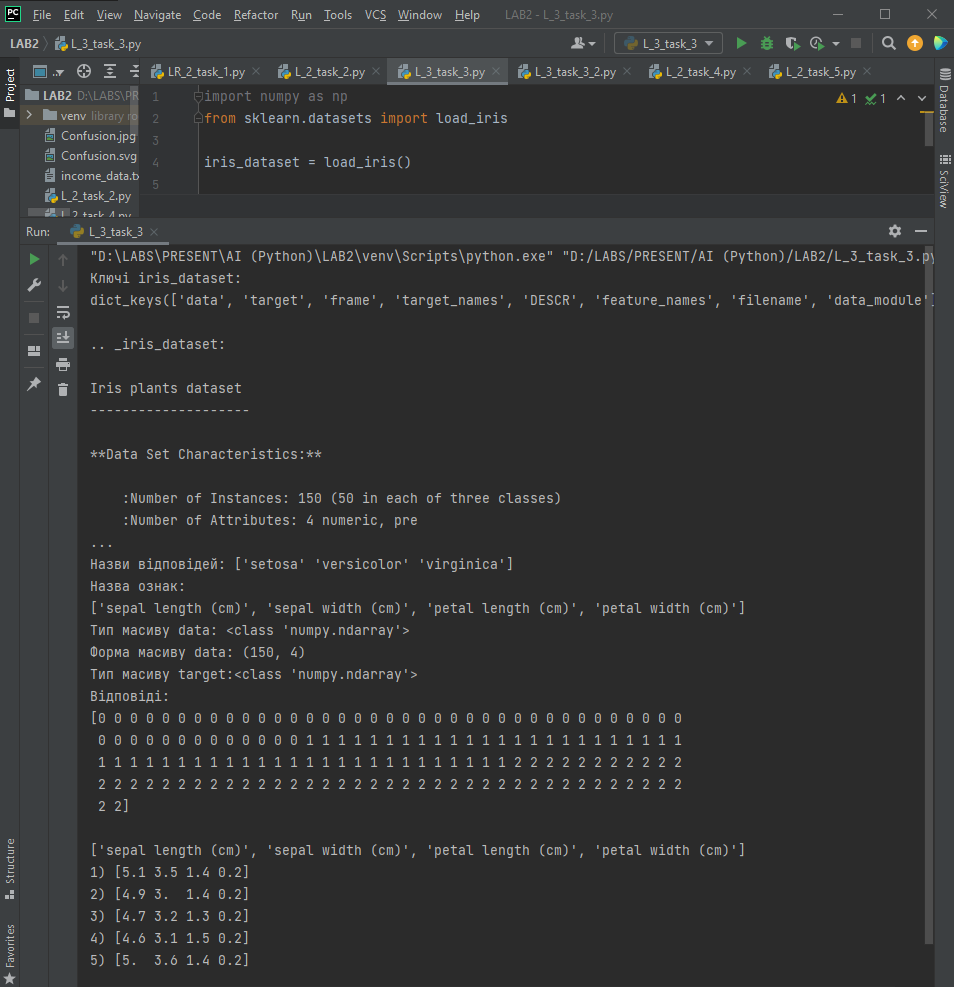 PC File Edit View Navigate Code Refactor Run Tools VCS Window Help LAB2 - L_3_task_3.py
LAB2 L_3_task_3.py L_3_task_3
Project
LR_2_task_1.py L_2_task_2.py L_3_task_3.py L_3_task_3_2.py L_2_task_4.py L_2_task_5.py
LAB2 D:\LABS\PR
venv library ro
Confusion.jpg
Confusion.svg
income_data.tx
L_2_task_2.py
L_2_task_4.py
1 import numpy as np
2 from sklearn.datasets import load_iris
3
4 iris_dataset = load_iris()
5
1 1
Database
SciView
Run: L_3_task_3
"D:\LABS\PRESENT\AI (Python)\LAB2\venv\Scripts\python.exe" "D:/LABS/PRESENT/AI (Python)/LAB2/L_3_task_3.py
Ключі iris_dataset:
dict_keys(['data', 'target', 'frame', 'target_names', 'DESCR', 'feature_names', 'filename', 'data_module'])
.. _iris_dataset:
Iris plants dataset
--------------------
**Data Set Characteristics:**
:Number of Instances: 150 (50 in each of three classes)
:Number of Attributes: 4 numeric, pre
...
Назви відповідей: ['setosa' 'versicolor' 'virginica']
Назва ознак:
['sepal length (cm)', 'sepal width (cm)', 'petal length (cm)', 'petal width (cm)']
Тип масиву data: <class 'numpy.ndarray'>
Форма масиву data: (150, 4)
Тип масиву target:<class 'numpy.ndarray'>
Відповіді:
[0 0 0 0 0 0 0 0 0 0 0 0 0 0 0 0 0 0 0 0 0 0 0 0 0 0 0 0 0 0 0 0 0 0 0 0 0
0 0 0 0 0 0 0 0 0 0 0 0 0 1 1 1 1 1 1 1 1 1 1 1 1 1 1 1 1 1 1 1 1 1 1 1 1
1 1 1 1 1 1 1 1 1 1 1 1 1 1 1 1 1 1 1 1 1 1 1 1 1 1 2 2 2 2 2 2 2 2 2 2 2
2 2 2 2 2 2 2 2 2 2 2 2 2 2 2 2 2 2 2 2 2 2 2 2 2 2 2 2 2 2 2 2 2 2 2 2 2
2 2]
['sepal length (cm)', 'sepal width (cm)', 'petal length (cm)', 'petal width (cm)']
1) [5.1 3.5 1.4 0.2]
2) [4.9 3.  1.4 0.2]
3) [4.7 3.2 1.3 0.2]
4) [4.6 3.1 1.5 0.2]
5) [5.  3.6 1.4 0.2]
Structure
Favorites